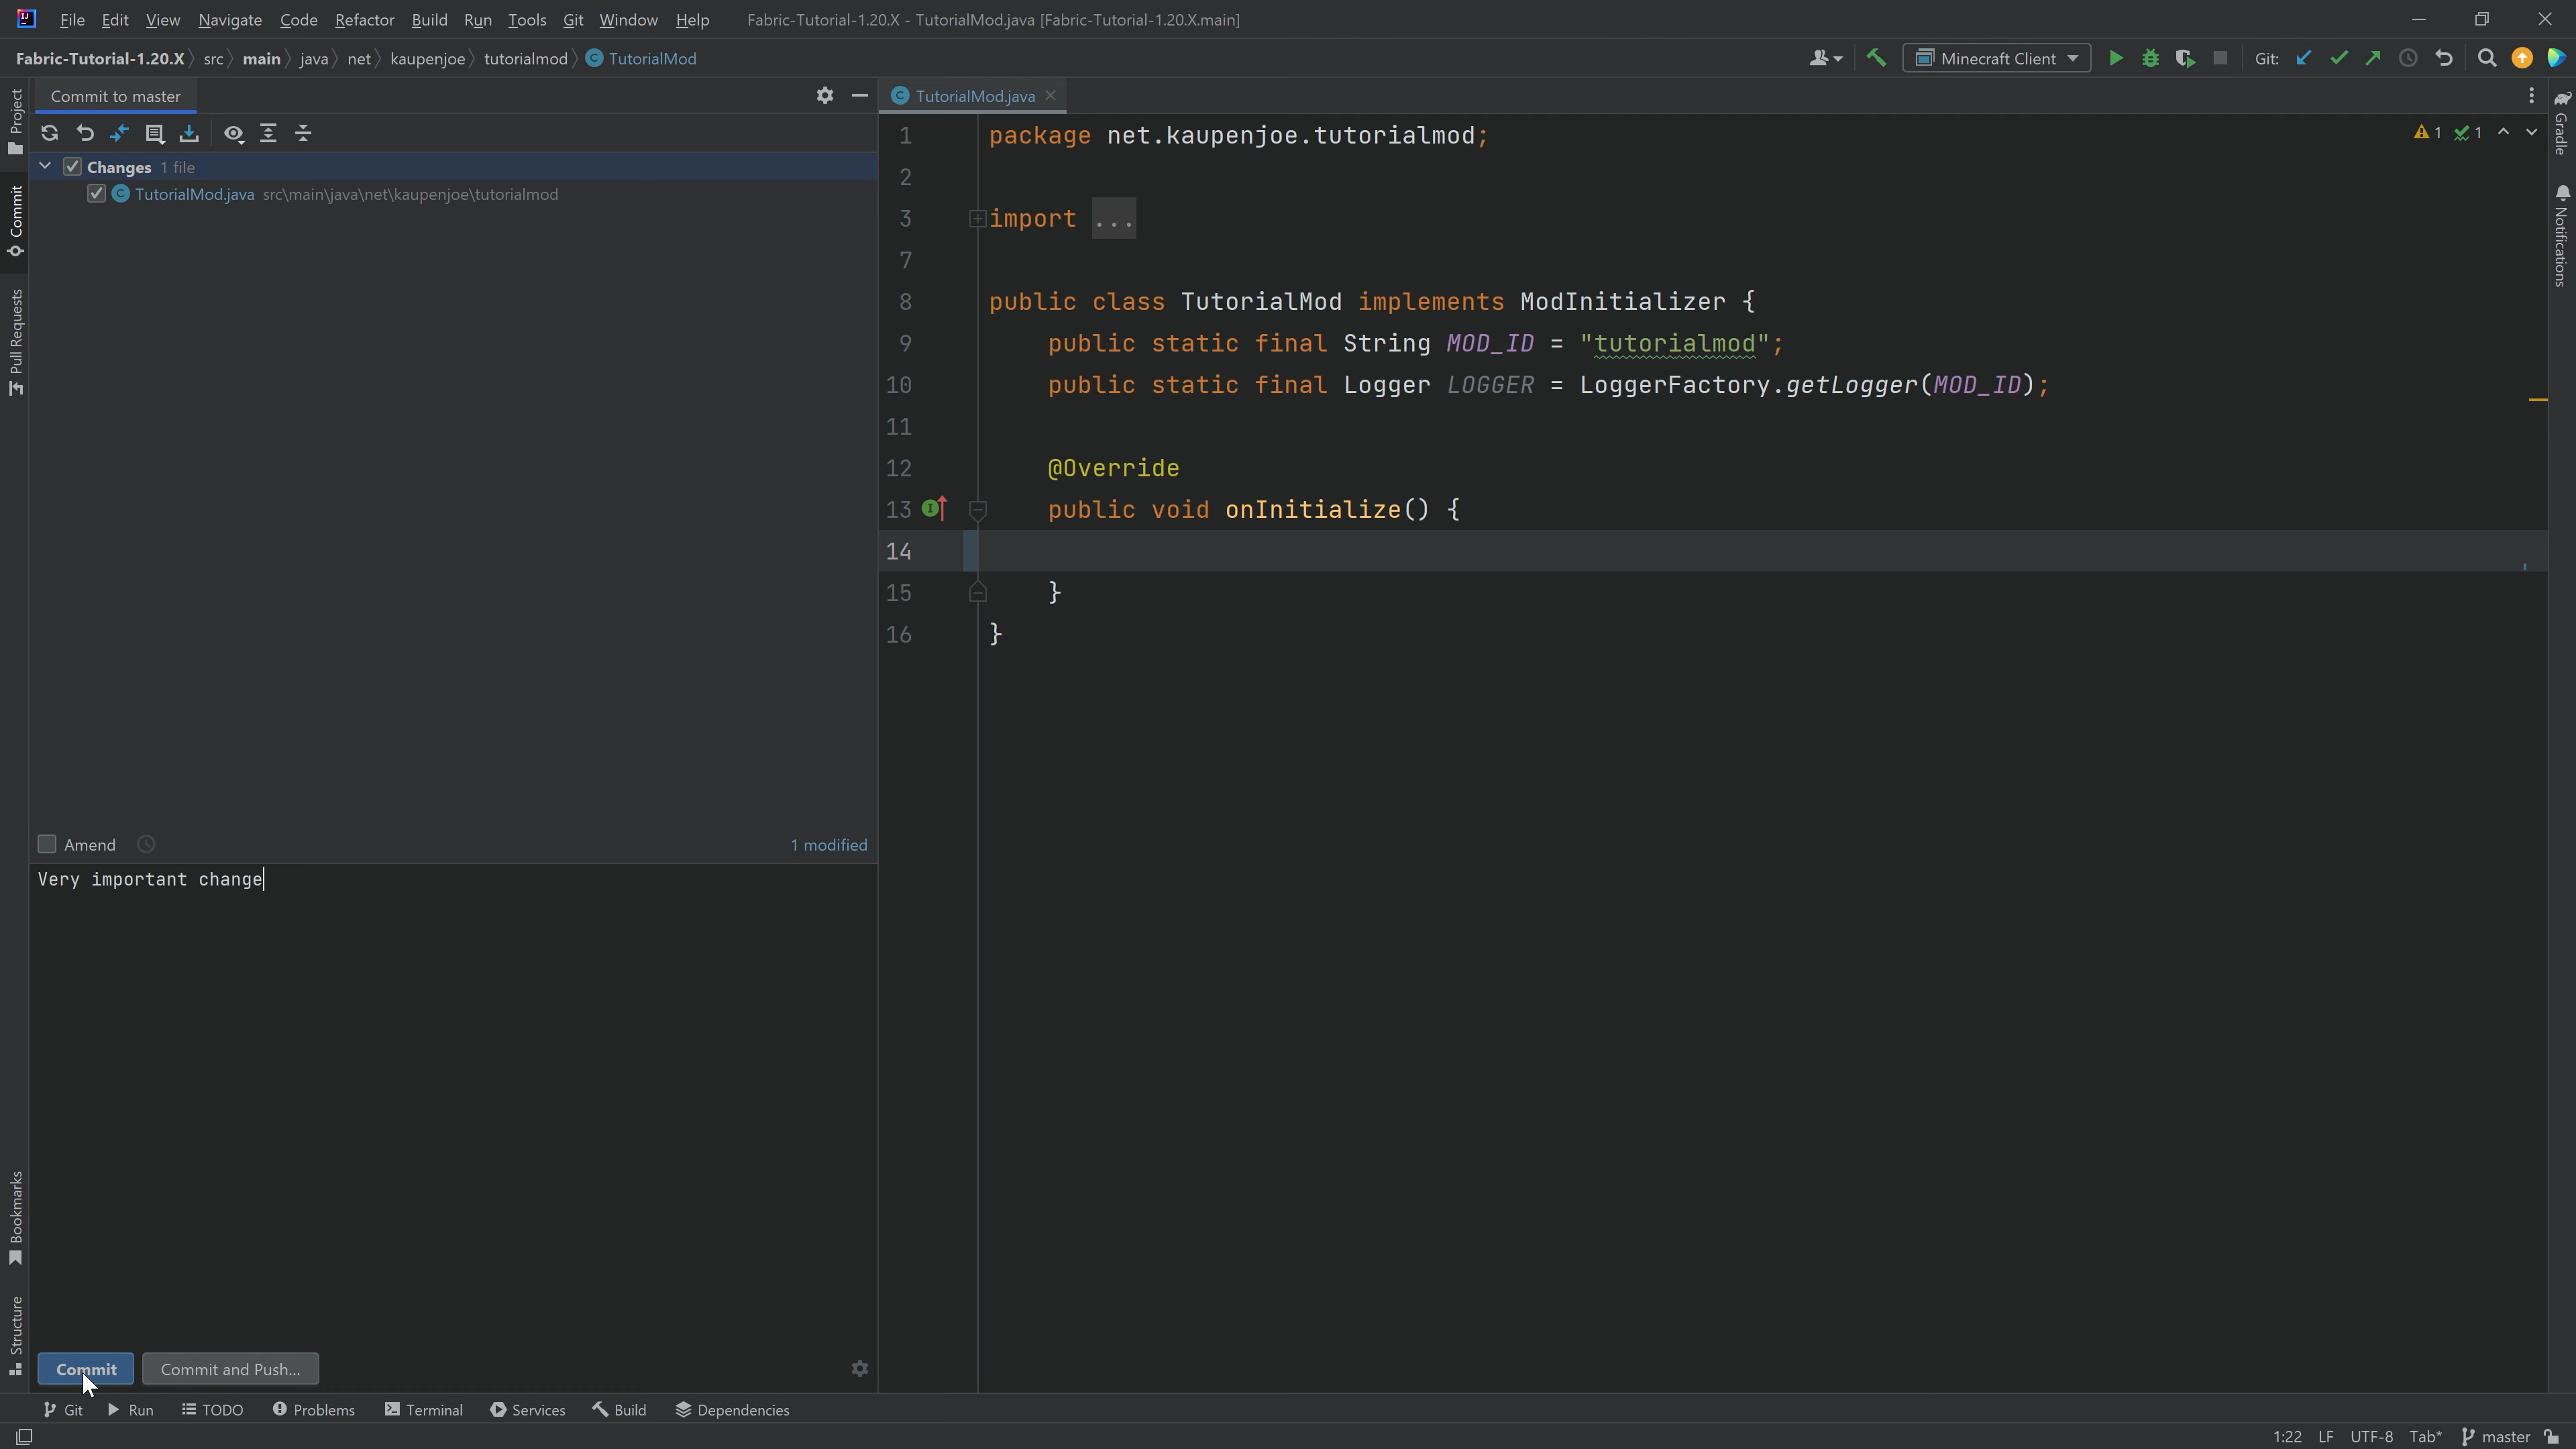 File Edit View Navigate Code Refactor Build Run Tools Git Window Help Fabric-Tutorial-1.20.X - TutorialMod.java [Fabric-Tutorial-1.20.X.main]
Fabric-Tutorial-1.20.X src main java net kaupenjoe tutorialmod TutorialMod Minecraft Client Git:
Commit to master
TutorialMod.java
Project
Commit
Pull Requests
Bookmarks
Structure
Changes 1 file
TutorialMod.java src\main\java\net\kaupenjoe\tutorialmod
Amend 1 modified
Very important change
Commit Commit and Push...
1 package net.kaupenjoe.tutorialmod; 1 1
2
3 import ...
7
8 public class TutorialMod implements ModInitializer {
9 public static final String MOD_ID = "tutorialmod";
10 public static final Logger LOGGER = LoggerFactory.getLogger(MOD_ID);
11
12 @Override
13 public void onInitialize() {
14
15 }
16 }
Gradle
Notifications
Git Run TODO Problems Terminal Services Build Dependencies
1:22 LF UTF-8 Tab* master